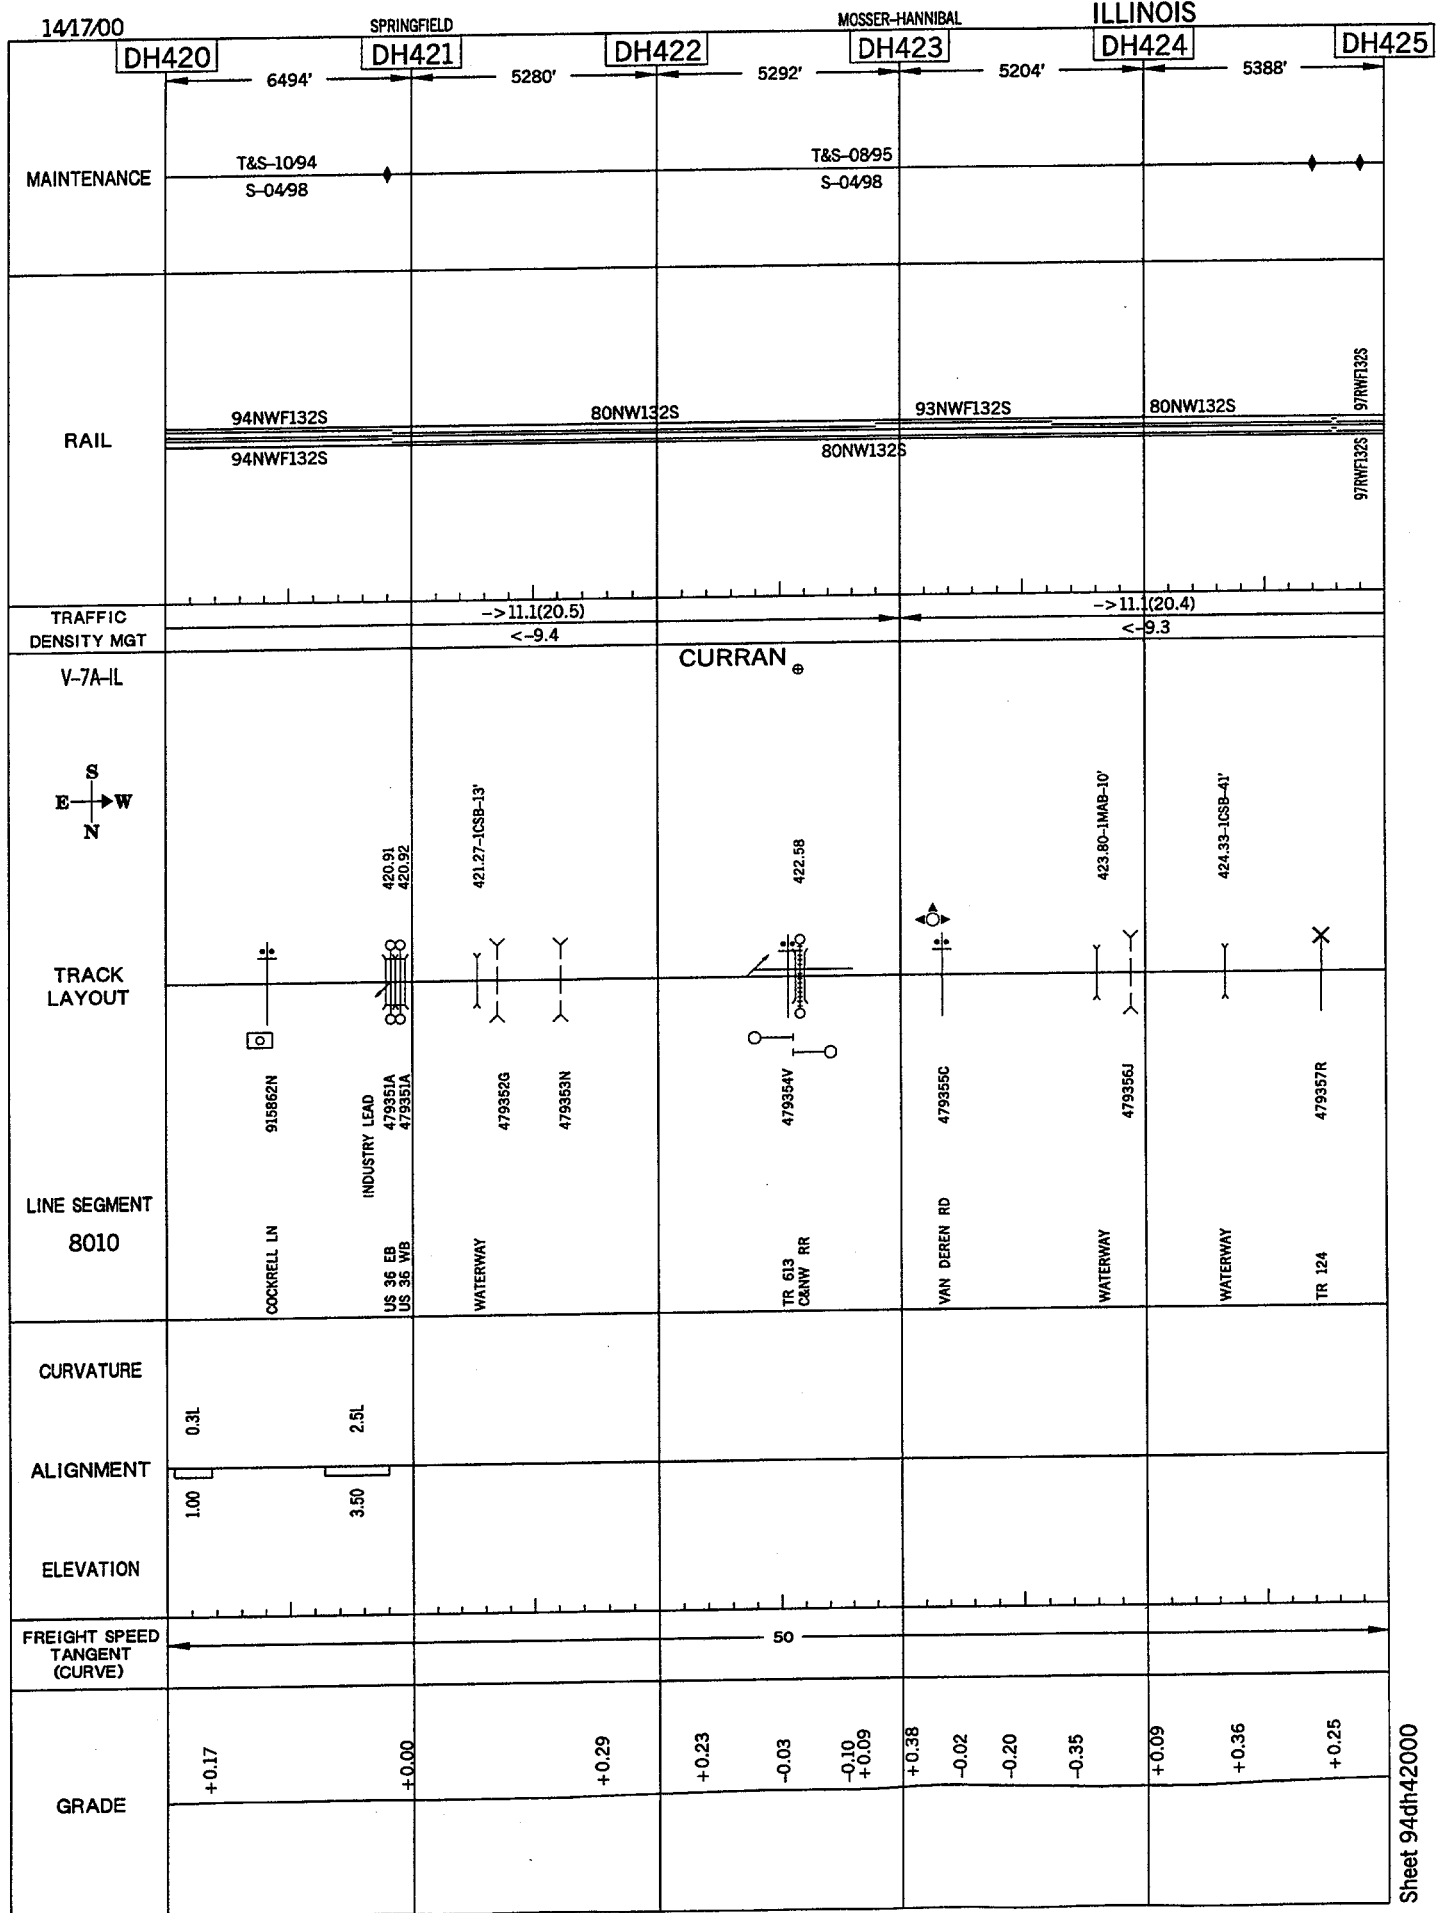 14/17/00
SPRINGFIELD
MOSSER-HANNIBAL
ILLINOIS
DH420
DH421
DH422
DH423
DH424
DH425
6494'
5280'
5292'
5204'
5388'
MAINTENANCE
T&S-10/94
S-04/98
T&S-08/95
S-04/98
RAIL
94NWF132S
80NW132S
93NWF132S
80NW132S
97RWF132S
94NWF132S
80NW132S
97RWF132S
TRAFFIC
DENSITY MGT
->11.1(20.5)
<-9.4
->11.1(20.4)
<-9.3
V-7A-IL
CURRAN
S
E
W
N
420.91
420.92
421.27-1CSB-13'
422.58
423.80-1MAB-10'
424.33-1CSB-41'
TRACK
LAYOUT
915862N
INDUSTRY LEAD
479351A
479351A
479352G
479353N
479354V
479355C
479356J
479357R
LINE SEGMENT
8010
COCKRELL LN
US 36 EB
US 36 WB
WATERWAY
TR 613
C&NW RR
VAN DEREN RD
WATERWAY
WATERWAY
TR 124
CURVATURE
0.3L
2.5L
ALIGNMENT
1.00
3.50
ELEVATION
FREIGHT SPEED
TANGENT
(CURVE)
50
GRADE
+0.17
+0.00
+0.29
+0.23
-0.03
-0.10
+0.09
+0.38
-0.02
-0.20
-0.35
+0.09
+0.36
+0.25
Sheet 94dh42000